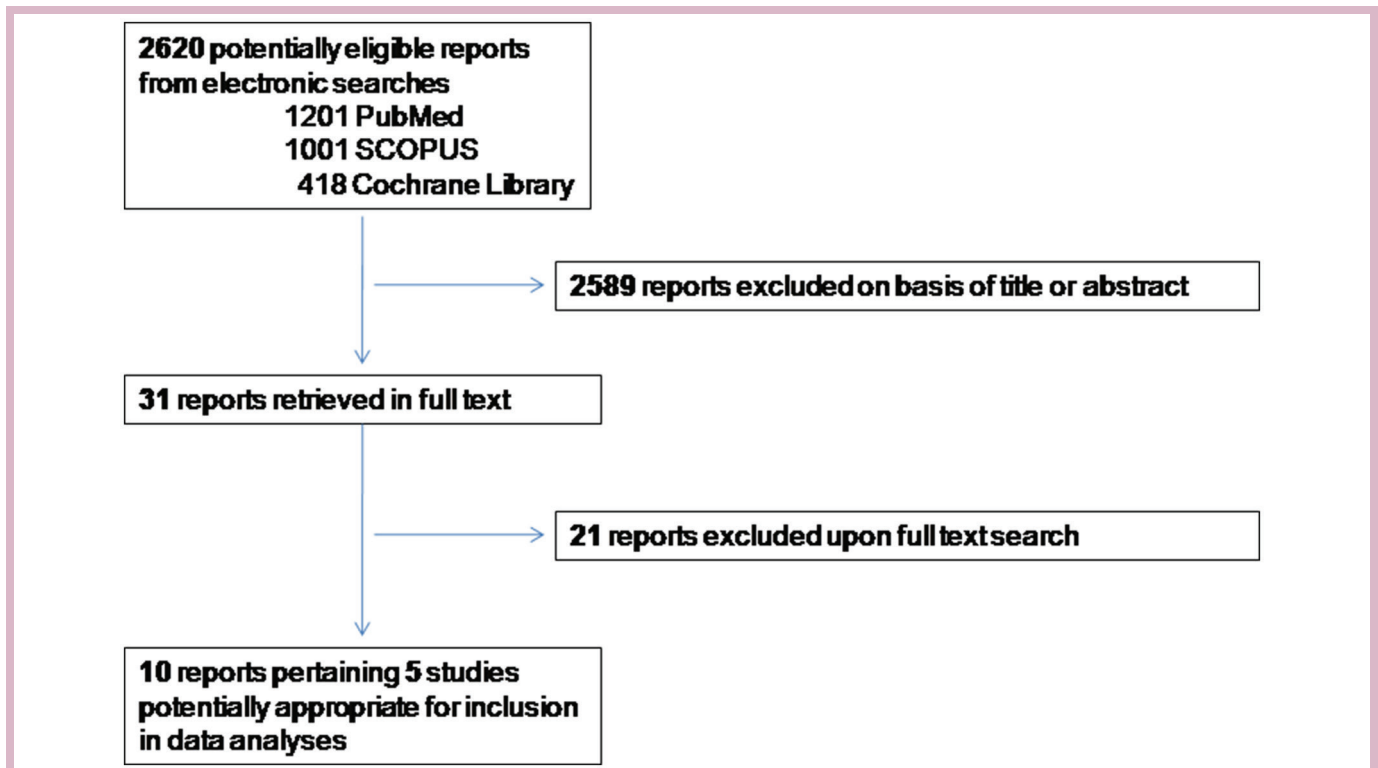 2620 potentially eligible reports
from electronic searches
1201 PubMed
1001 SCOPUS
418 Cochrane Library
2589 reports excluded on basis of title or abstract
31 reports retrieved in full text
21 reports excluded upon full text search
10 reports pertaining 5 studies
potentially appropriate for inclusion
in data analyses